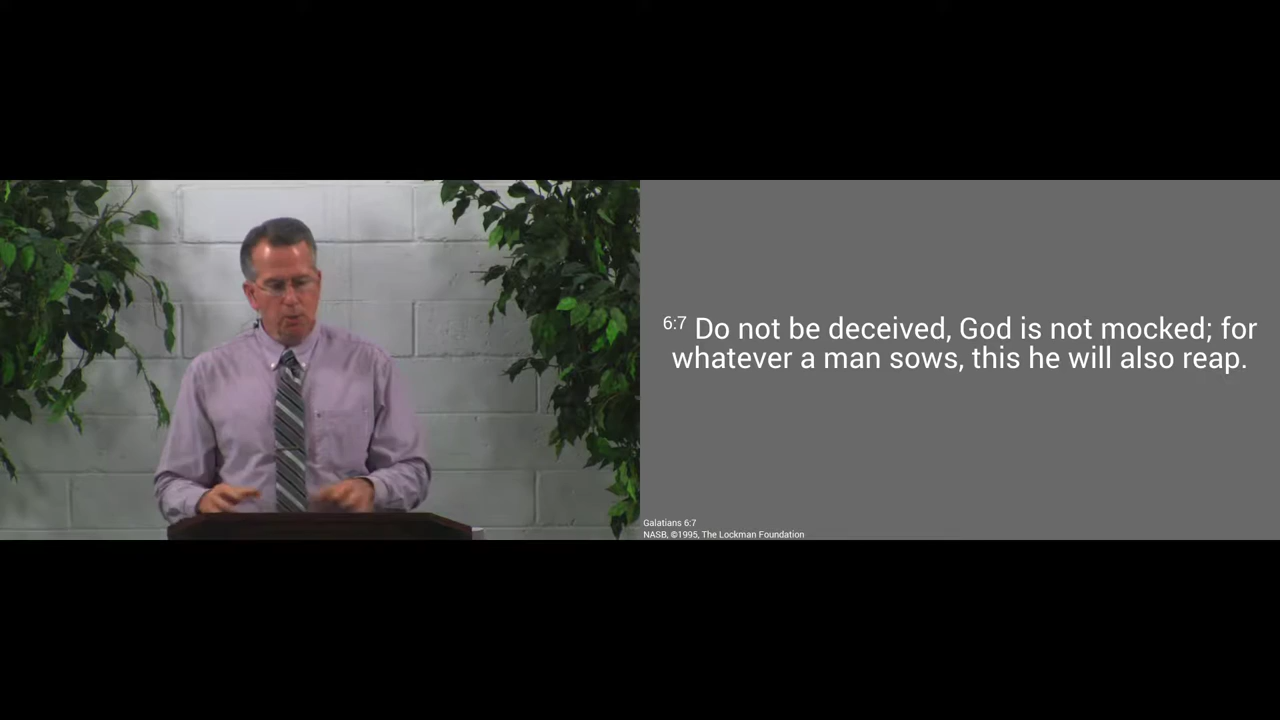 6:7 Do not be deceived, God is not mocked; for
whatever a man sows, this he will also reap.
Galatians 6:7
NASB, ©1995, The Lockman Foundation